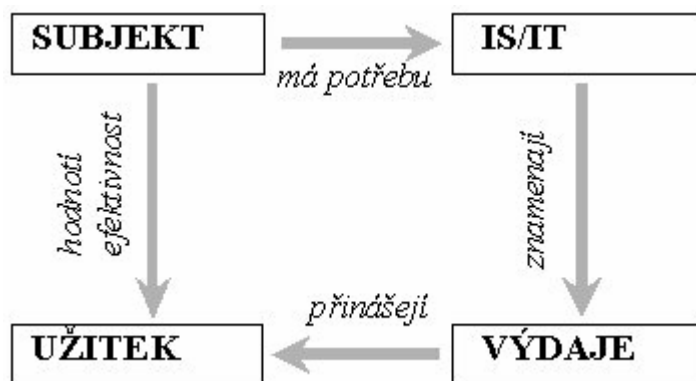 SUBJEKT
IS/IT
má potřebu
hodnotí
efektivnost
znamenají
přinášejí
UŽITEK
VÝDAJE